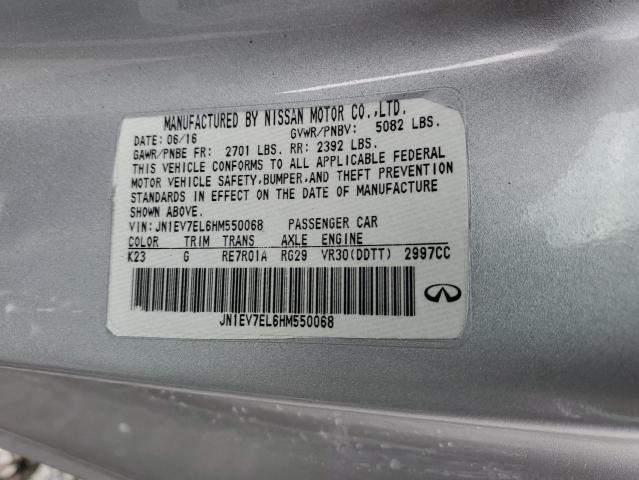 MANUFACTURED BY NISSAN MOTOR CO.,LTD.
DATE: 06/16 GVWR/PNBV: 5082 LBS.
GAWR/PNBE FR: 2701 LBS. RR: 2392 LBS.
THIS VEHICLE CONFORMS TO ALL APPLICABLE FEDERAL
MOTOR VEHICLE SAFETY,BUMPER,AND THEFT PREVENTION
STANDARDS IN EFFECT ON THE DATE OF MANUFACTURE
SHOWN ABOVE.
VIN: JN1EV7EL6HM550068 PASSENGER CAR
COLOR TRIM TRANS AXLE ENGINE
K23 G RE7R01A RG29 VR30(DDTT) 2997CC
JN1EV7EL6HM550068